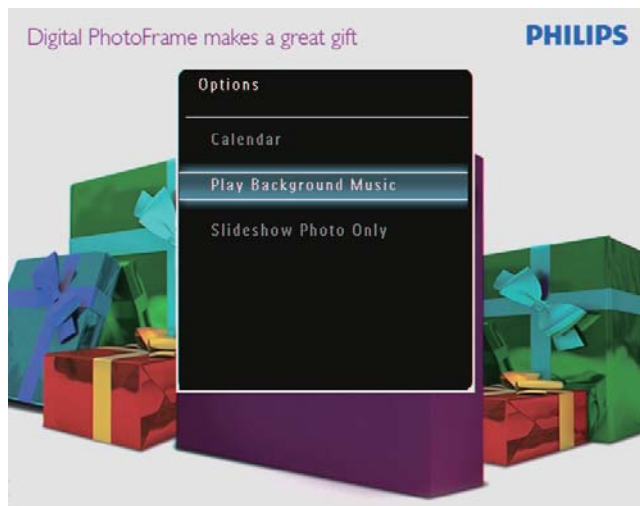 Digital PhotoFrame makes a great gift
PHILIPS
Options
Calendar
Play Background Music
Slideshow Photo Only